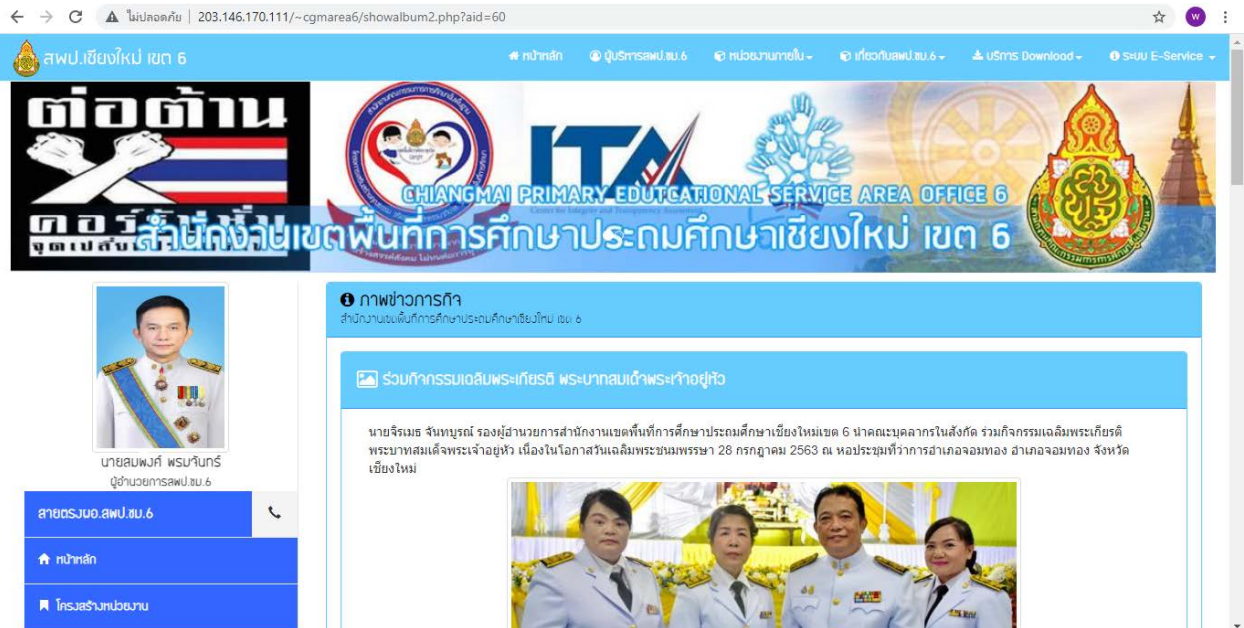 ไม่ปลอดภัย | 203.146.170.111/~cgmarea6/showalbum2.php?aid=60
W
สพป.เชียงใหม่ เขต 6
หน้าหลัก
ผู้บริหารสพป.ชม.6
หน่วยงานภายใน
เกี่ยวกับสพป.ชม.6
บริการ Download
ระบบ E-Service
ต่อต้าน
คอร์รัปชั่น
ITA
CHIANGMAI PRIMARY EDUTCATIONAL SERVICE AREA OFFICE 6
สำนักงานเขตพื้นที่การศึกษาประถมศึกษาเชียงใหม่ เขต 6
ภาพข่าวภารกิจ
สำนักงานเขตพื้นที่การศึกษาประถมศึกษาเชียงใหม่ เขต 6
ร่วมกิจกรรมเฉลิมพระเกียรติ พระบาทสมเด็จพระเจ้าอยู่หัว
นายจิรเมธ จันทบูรณ์ รองผู้อำนวยการสำนักงานเขตพื้นที่การศึกษาประถมศึกษาเชียงใหม่เขต 6 นำคณะบุคลากรในสังกัด ร่วมกิจกรรมเฉลิมพระเกียรติ
พระบาทสมเด็จพระเจ้าอยู่หัว เนื่องในโอกาสวันเฉลิมพระชนมพรรษา 28 กรกฎาคม 2563 ณ หอประชุมที่ว่าการอำเภอจอมทอง อำเภอจอมทอง จังหวัด
เชียงใหม่
นายสมพงศ์ พรมจันทร์
ผู้อำนวยการสพป.ชม.6
สายตรงผอ.สพป.ชม.6
หน้าหลัก
โครงสร้างหน่วยงาน